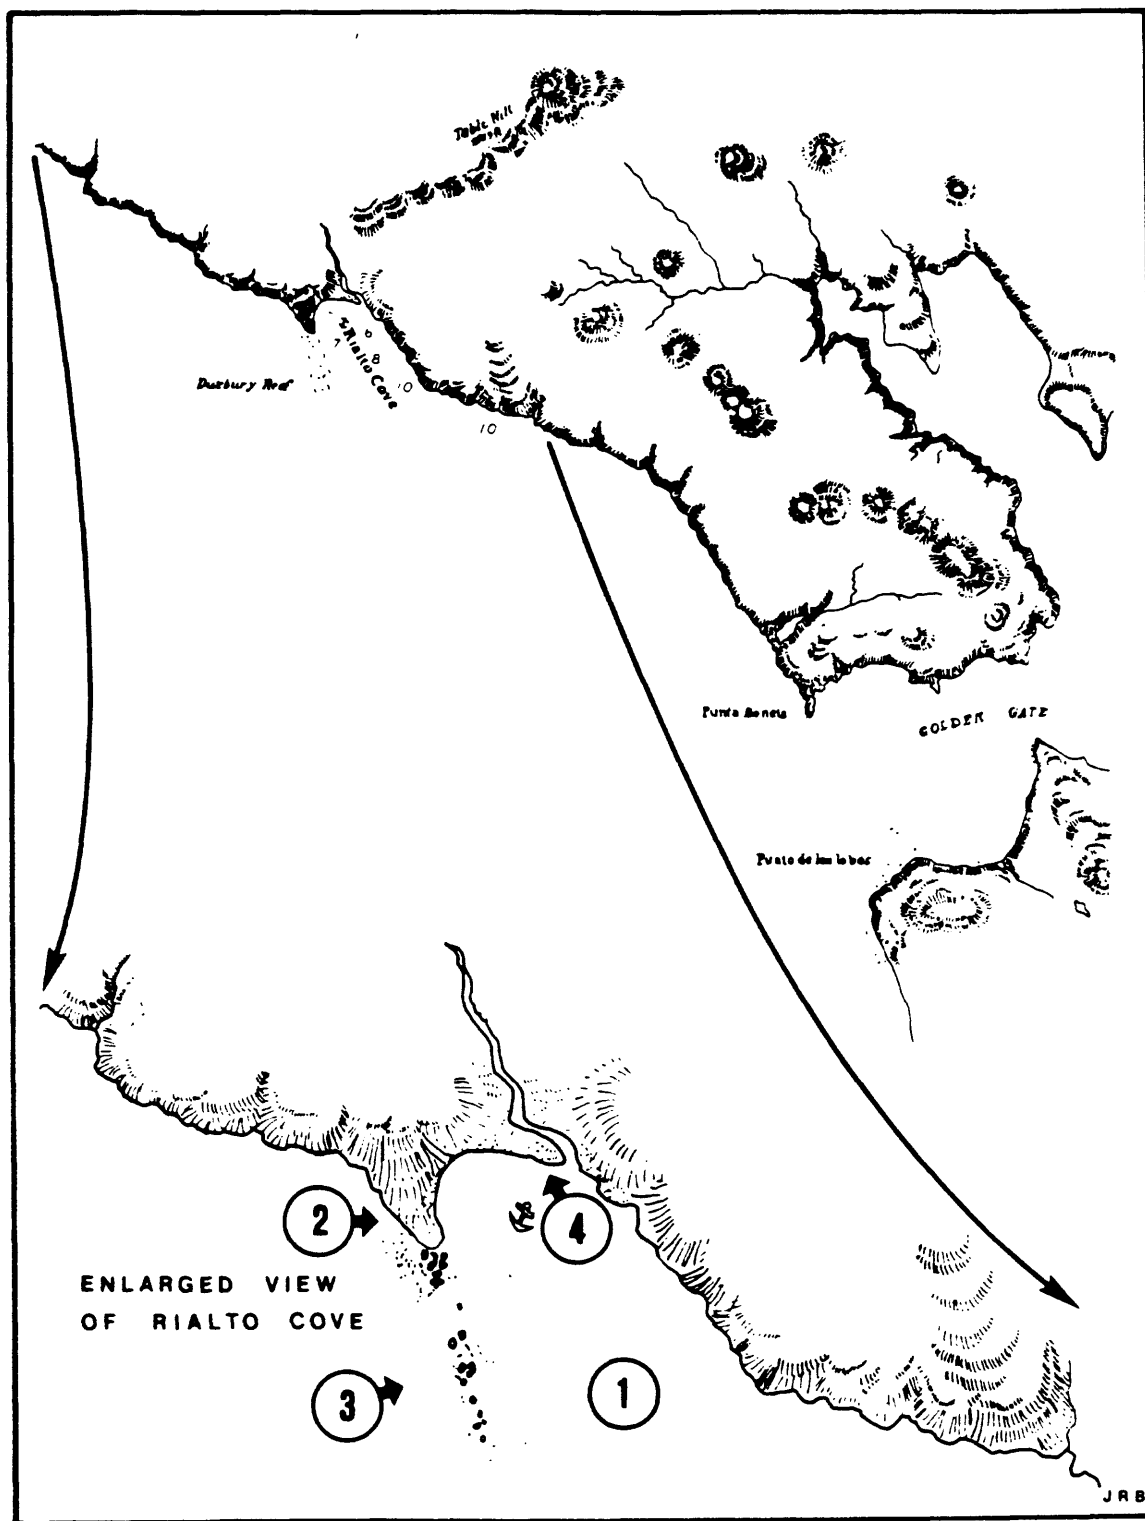 Table Hill
Duxbury Reef
Rialto Cove
7
6
8
10
10
Punta Boneta
GOLDEN GATE
Punta de los lobos
2
4
ENLARGED VIEW
OF RIALTO COVE
3
1
JRB